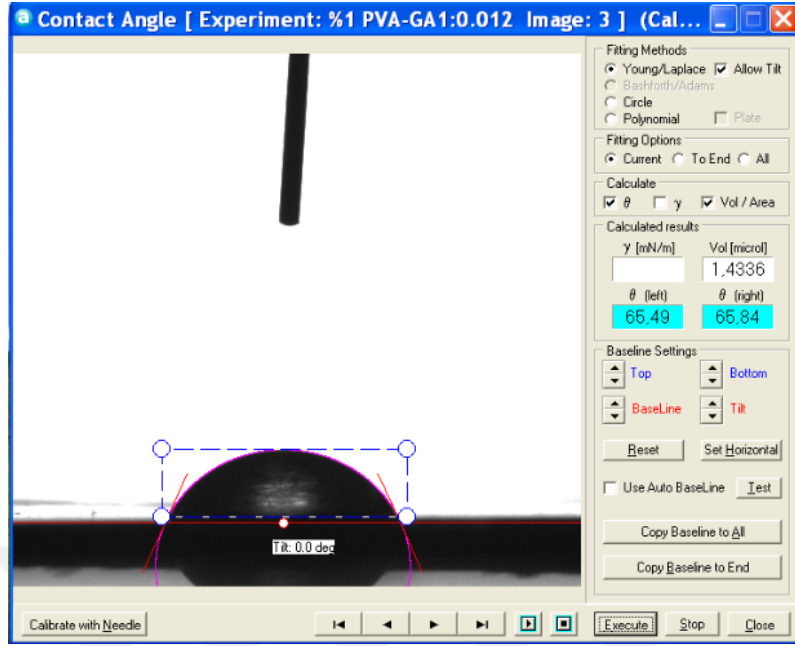 Contact Angle [ Experiment: %1 PVA-GA1:0.012 Image: 3 ] (Cal...
Fitting Methods
Young/Laplace Allow Tilt
Bashforth/Adams
Circle
Polynomial Plate
Fitting Options
Current To End All
Calculate
θ γ Vol / Area
Calculated results
γ [mN/m] Vol [microl]
1,4336
θ (left) θ (right)
65,49 65,84
Baseline Settings
Top Bottom
BaseLine Tilt
Reset Set Horizontal
Use Auto BaseLine Test
Copy Baseline to All
Copy Baseline to End
Tilt: 0.0 deg
Calibrate with Needle Execute Stop Close